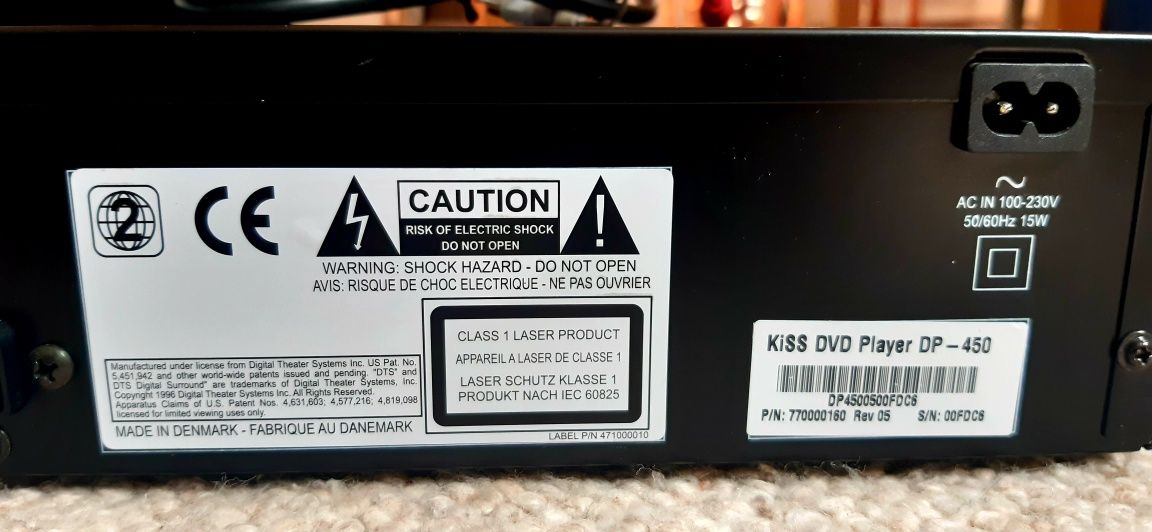 2
CE
CAUTION
RISK OF ELECTRIC SHOCK
DO NOT OPEN
!
WARNING: SHOCK HAZARD - DO NOT OPEN
AVIS: RISQUE DE CHOC ELECTRIQUE - NE PAS OUVRIER
CLASS 1 LASER PRODUCT
APPAREIL A LASER DE CLASSE 1
LASER SCHUTZ KLASSE 1
PRODUKT NACH IEC 60825
Manufactured under license from Digital Theater Systems Inc. US Pat. No.
5,451,942 and other world-wide patents issued and pending. "DTS" and
DTS Digital Surround" are trademarks of Digital Theater Systems, Inc.
Copyright 1996 Digital Theater Systems Inc. All Rights Reserved.
Apparatus Claims of U.S. Patent Nos. 4,631,603; 4,577,216; 4,819,098
licensed for limited viewing uses only.
MADE IN DENMARK - FABRIQUE AU DANEMARK
LABEL P/N 471000010
AC IN 100-230V
50/60Hz 15W
KiSS DVD Player DP-450
DP4500500FDC6
P/N: 770000160 Rev 05 S/N: 00FDC6